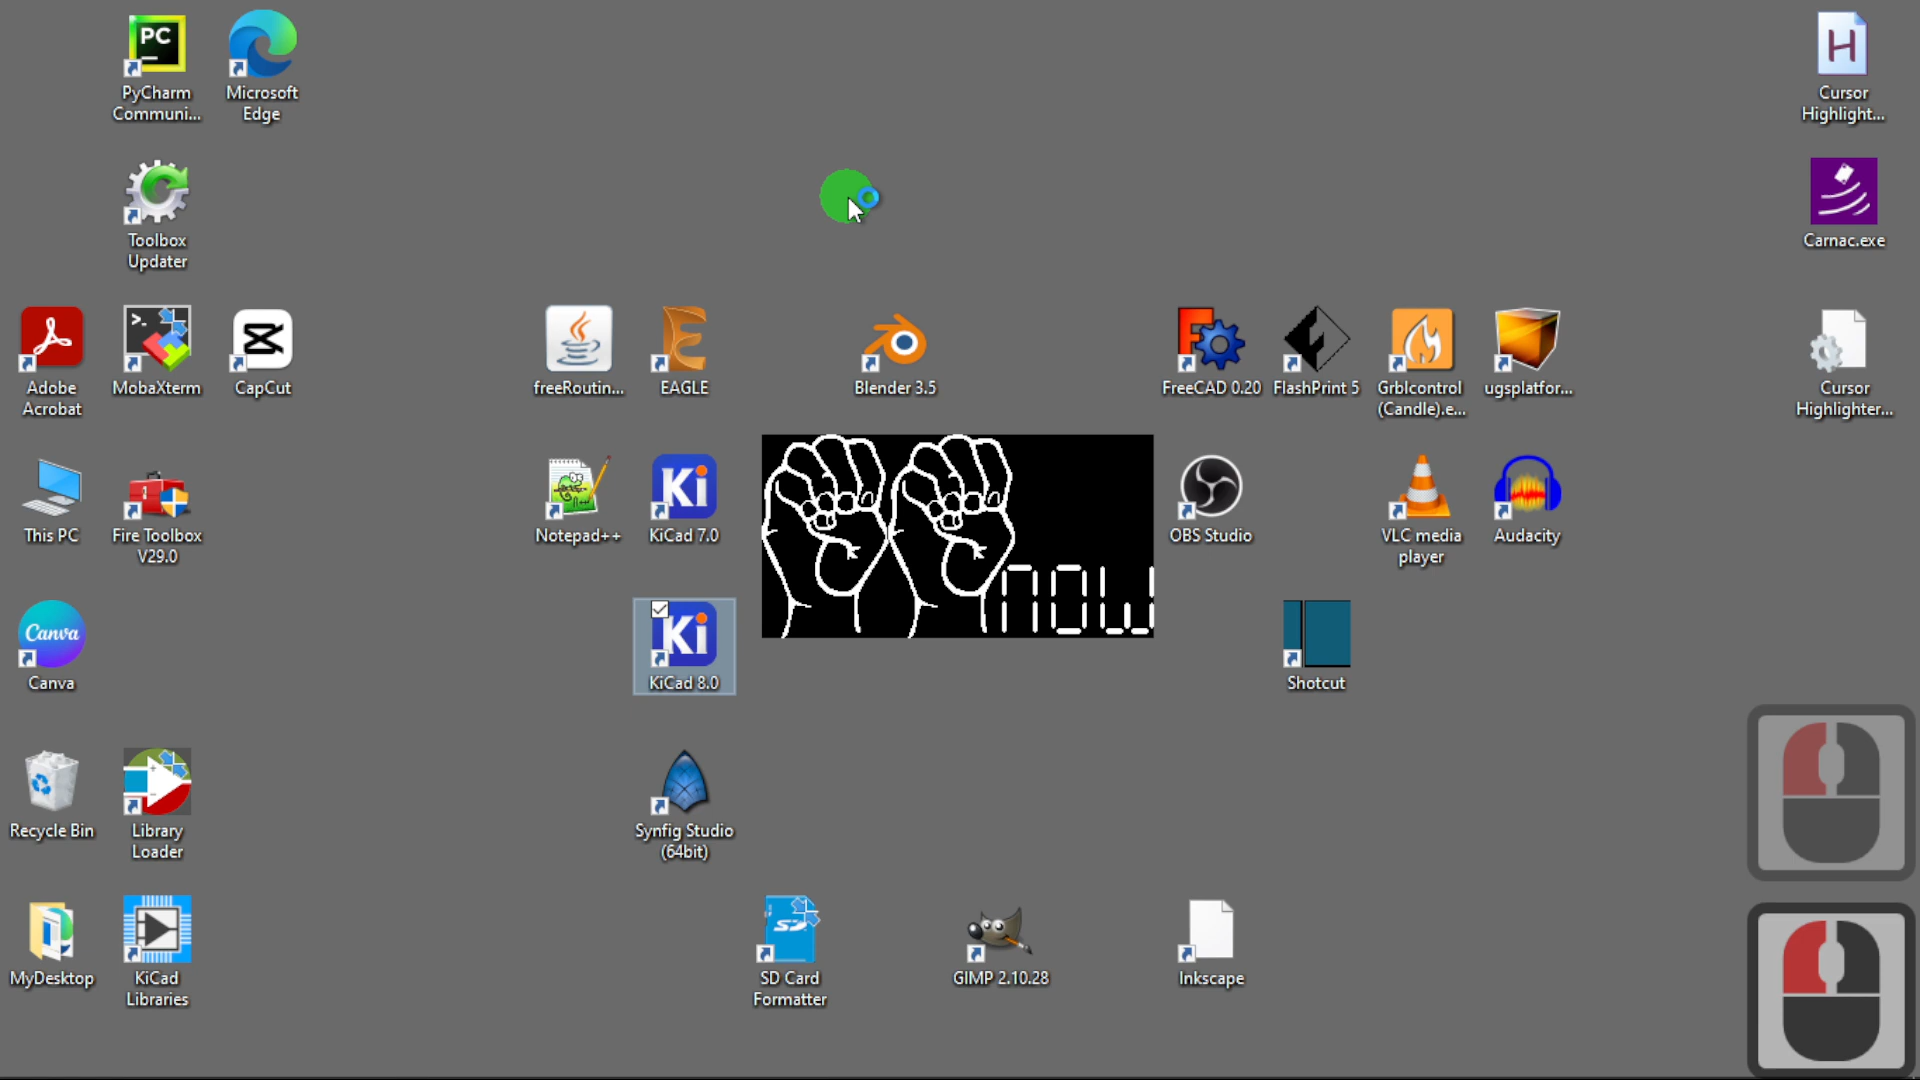 PC
PyCharm
Communi...
Microsoft
Edge
H
Cursor
Highlight...
Toolbox
Updater
Carnac.exe
Adobe
Acrobat
>_
MobaXterm
CapCut
freeRoutin...
EAGLE
Blender 3.5
FreeCAD 0.20
FlashPrint 5
Grblcontrol
(Candle).e...
ugsplatfor...
Cursor
Highlighter...
This PC
Fire Toolbox
V29.0
Notepad++
Ki
KiCad 7.0
now
OBS Studio
VLC media
player
Audacity
Canva
Canva
Ki
KiCad 8.0
Shotcut
Recycle Bin
Library
Loader
Synfig Studio
(64bit)
MyDesktop
KiCad
Libraries
SD
SD Card
Formatter
GIMP 2.10.28
Inkscape